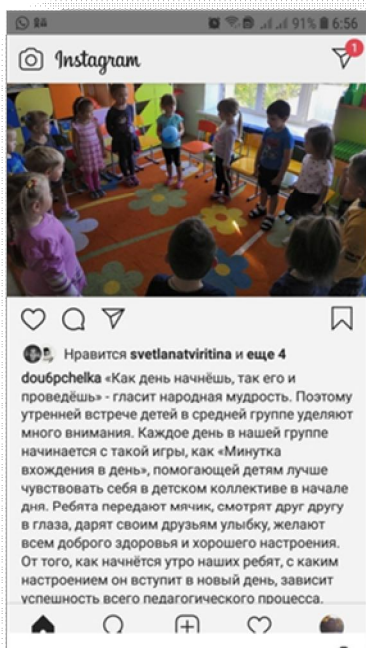 91% 6:56
Instagram
1
Нравится svetlanatviritina и еще 4
dou6pchelka «Как день начнёшь, так его и
проведёшь» - гласит народная мудрость. Поэтому
утренней встрече детей в средней группе уделяют
много внимания. Каждое день в нашей группе
начинается с такой игры, как «Минутка
вхождения в день», помогающей детям лучше
чувствовать себя в детском коллективе в начале
дня. Ребята передают мячик, смотрят друг другу
в глаза, дарят своим друзьям улыбку, желают
всем доброго здоровья и хорошего настроения.
От того, как начнётся утро наших ребят, с каким
настроением он вступит в новый день, зависит
успешность всего педагогического процесса.